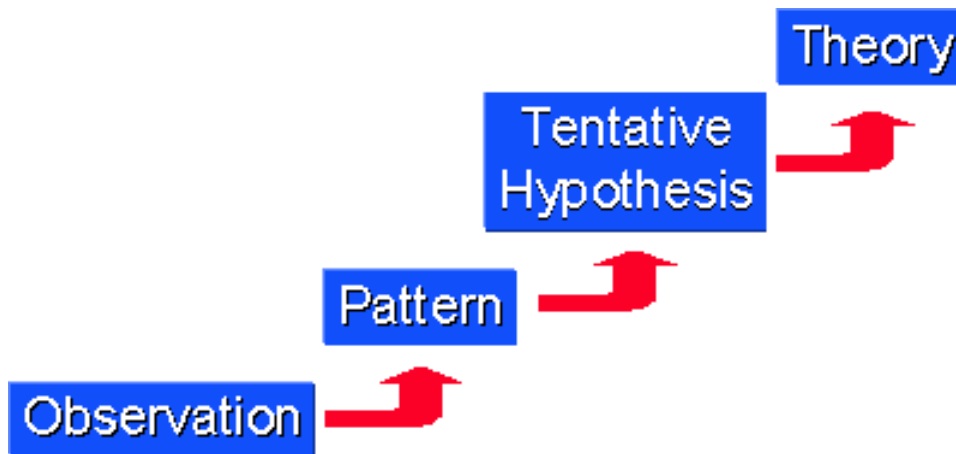 Theory
Tentative
Hypothesis
Pattern
Observation